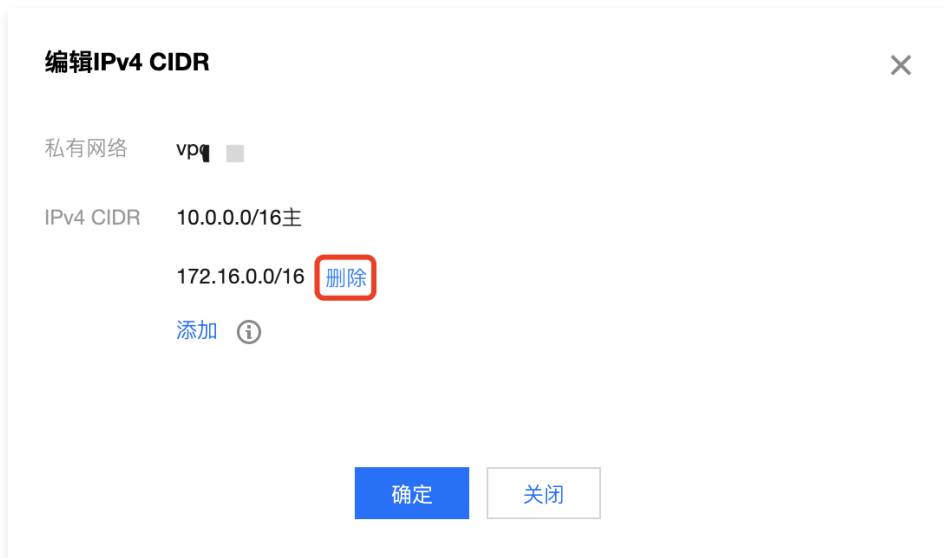 编辑IPv4 CIDR
私有网络 vpc
IPv4 CIDR 10.0.0.0/16主
172.16.0.0/16 删除
添加
确定 关闭